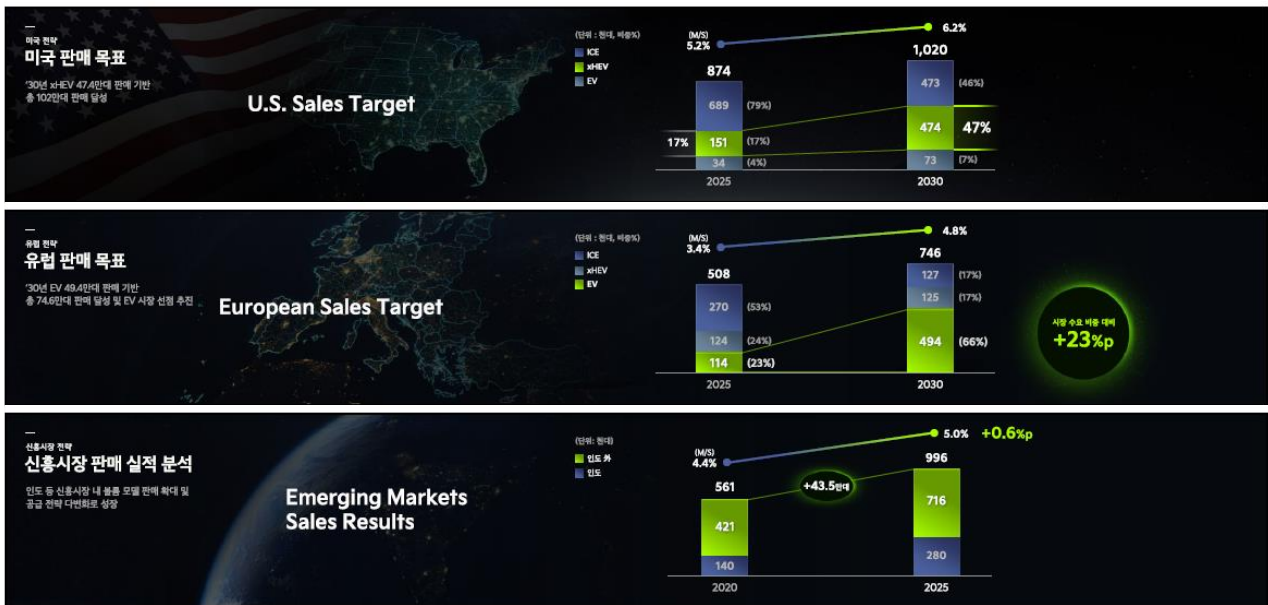 미국 전략
미국 판매 목표
'30년 xHEV 47.4만대 판매 기반
총 102만대 판매 달성
U.S. Sales Target
(단위 : 천대, 비중%)
ICE
xHEV
EV
(M/S)
5.2%
6.2%
874
1,020
689 (79%)
473 (46%)
17% 151 (17%)
474 47%
34 (4%)
73 (7%)
2025
2030
유럽 전략
유럽 판매 목표
'30년 EV 49.4만대 판매 기반
총 74.6만대 판매 달성 및 EV 시장 선점 추진
European Sales Target
(단위 : 천대, 비중%)
ICE
xHEV
EV
(M/S)
3.4%
4.8%
508
746
270 (53%)
127 (17%)
124 (24%)
125 (17%)
114 (23%)
494 (66%)
2025
2030
시장 수요 비중 대비
+23%p
신흥시장 전략
신흥시장 판매 실적 분석
인도 등 신흥시장 내 볼륨 모델 판매 확대 및
공급 전략 다변화로 성장
Emerging Markets
Sales Results
(단위: 천대)
인도 外
인도
(M/S)
4.4%
5.0% +0.6%p
561
996
+43.5만대
421
716
140
280
2020
2025